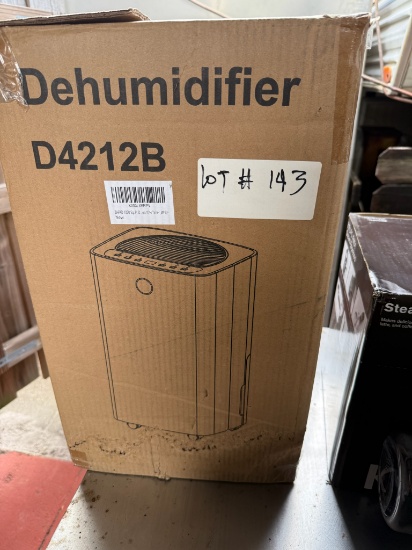 Dehumidifier
D4212B
LOT # 143
Stea